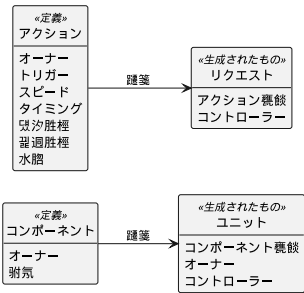 «定義»
アクション
オーナー
トリガー
スピード
タイミング
水
«生成されたもの»
リクエスト
アクション
コントローラー
«定義»
コンポーネント
オーナー
«生成されたもの»
ユニット
コンポーネント
オーナー
コントローラー